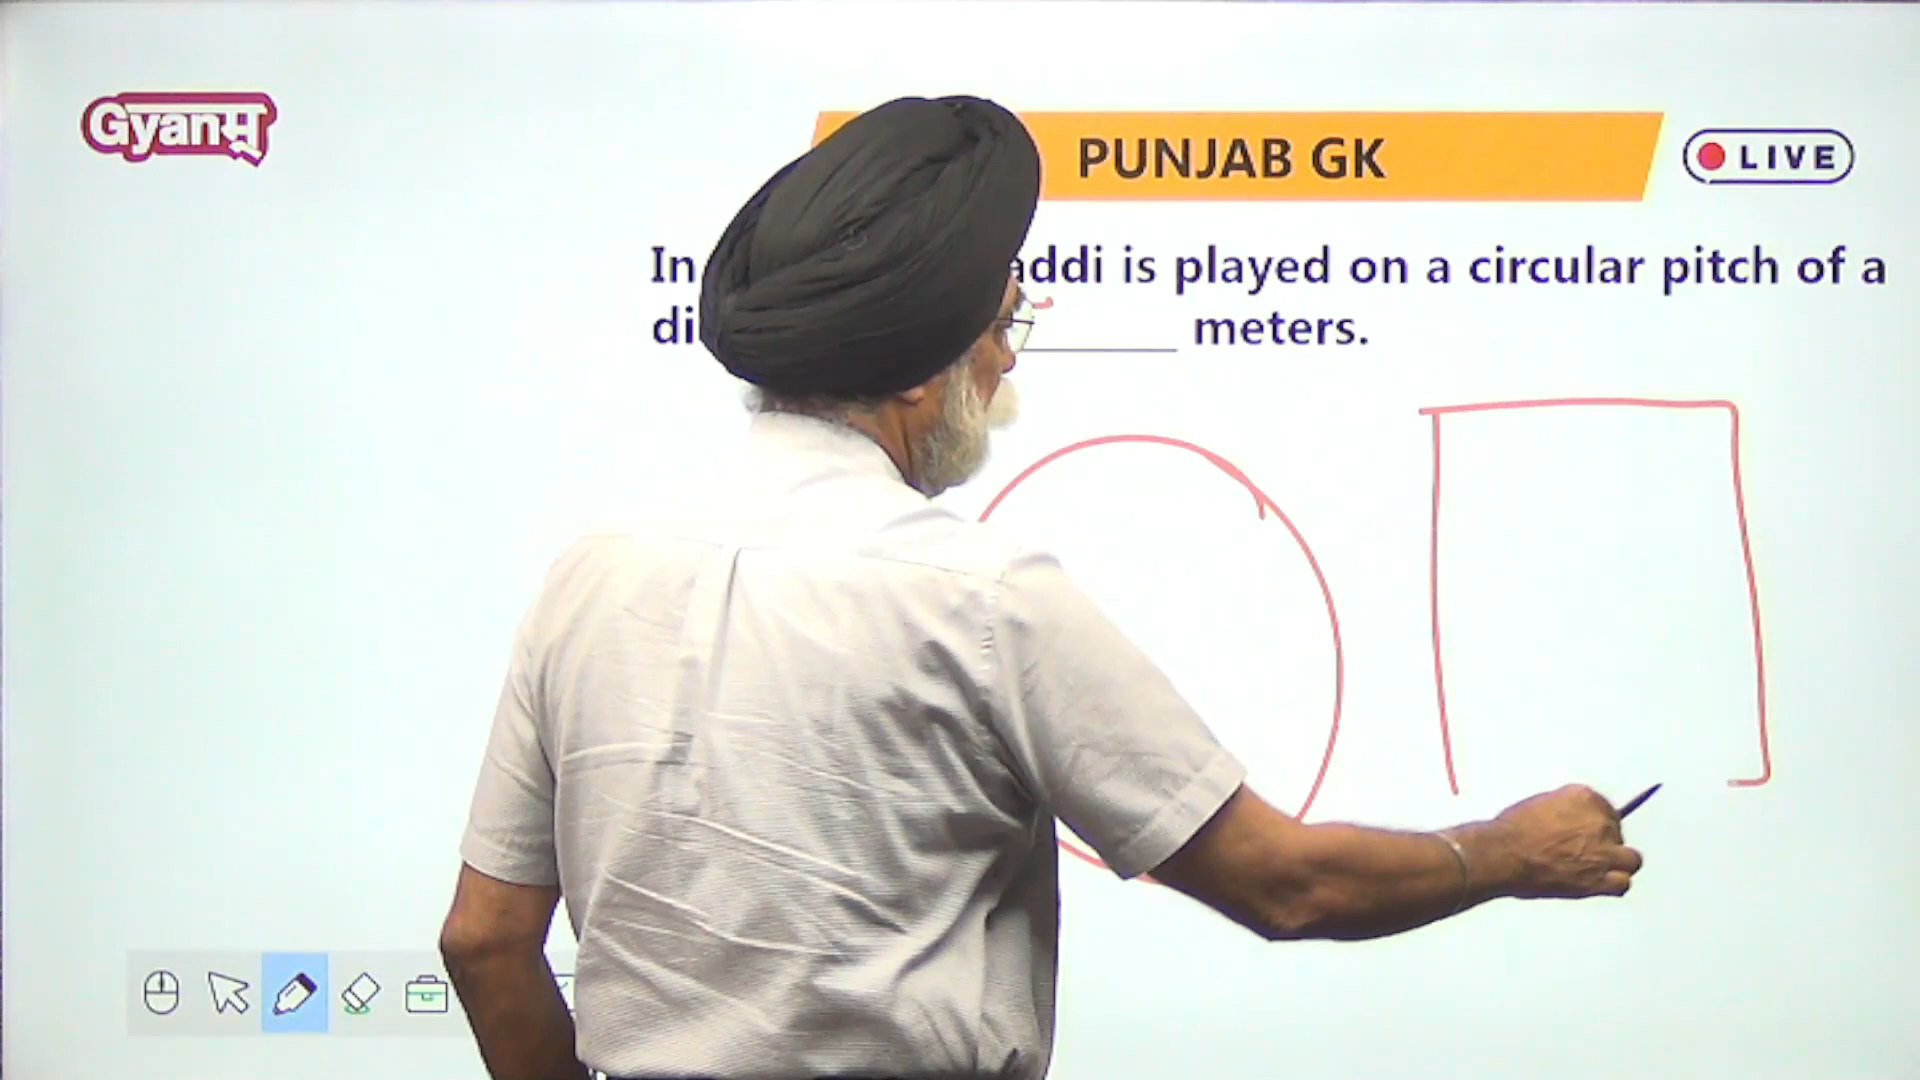 Gyanम
PUNJAB GK
LIVE
In addi is played on a circular pitch of a
di meters.